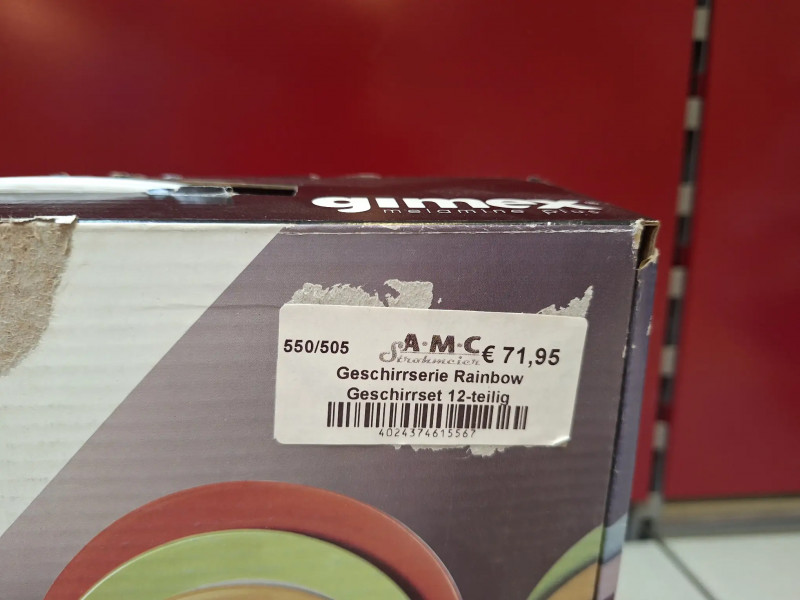 gimex
melamine plus
550/505 A·M·C Strohmeier € 71,95
Geschirrserie Rainbow
Geschirrset 12-teilig
4024374615567